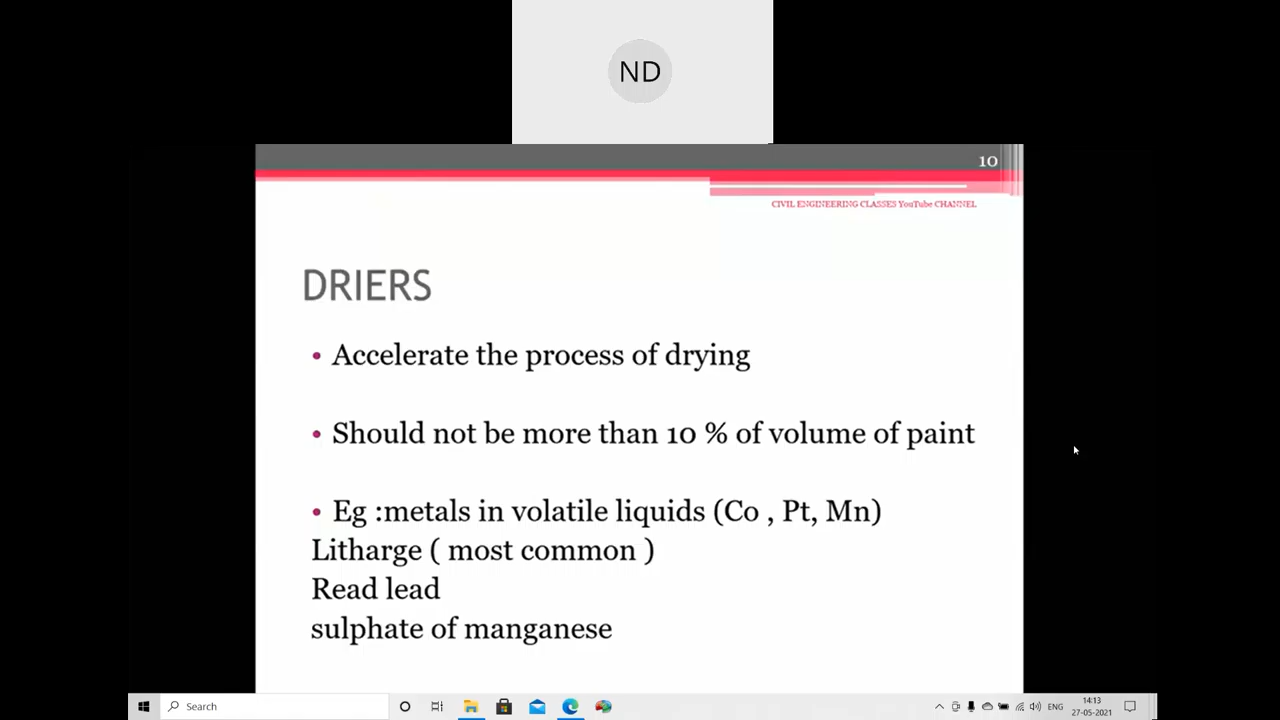 ND
10
CIVIL ENGINEERING CLASSES YouTube CHANNEL
DRIERS
• Accelerate the process of drying
• Should not be more than 10 % of volume of paint
• Eg :metals in volatile liquids (Co , Pt, Mn)
Litharge ( most common )
Read lead
sulphate of manganese
Search
ENG
14:13
27-05-2021